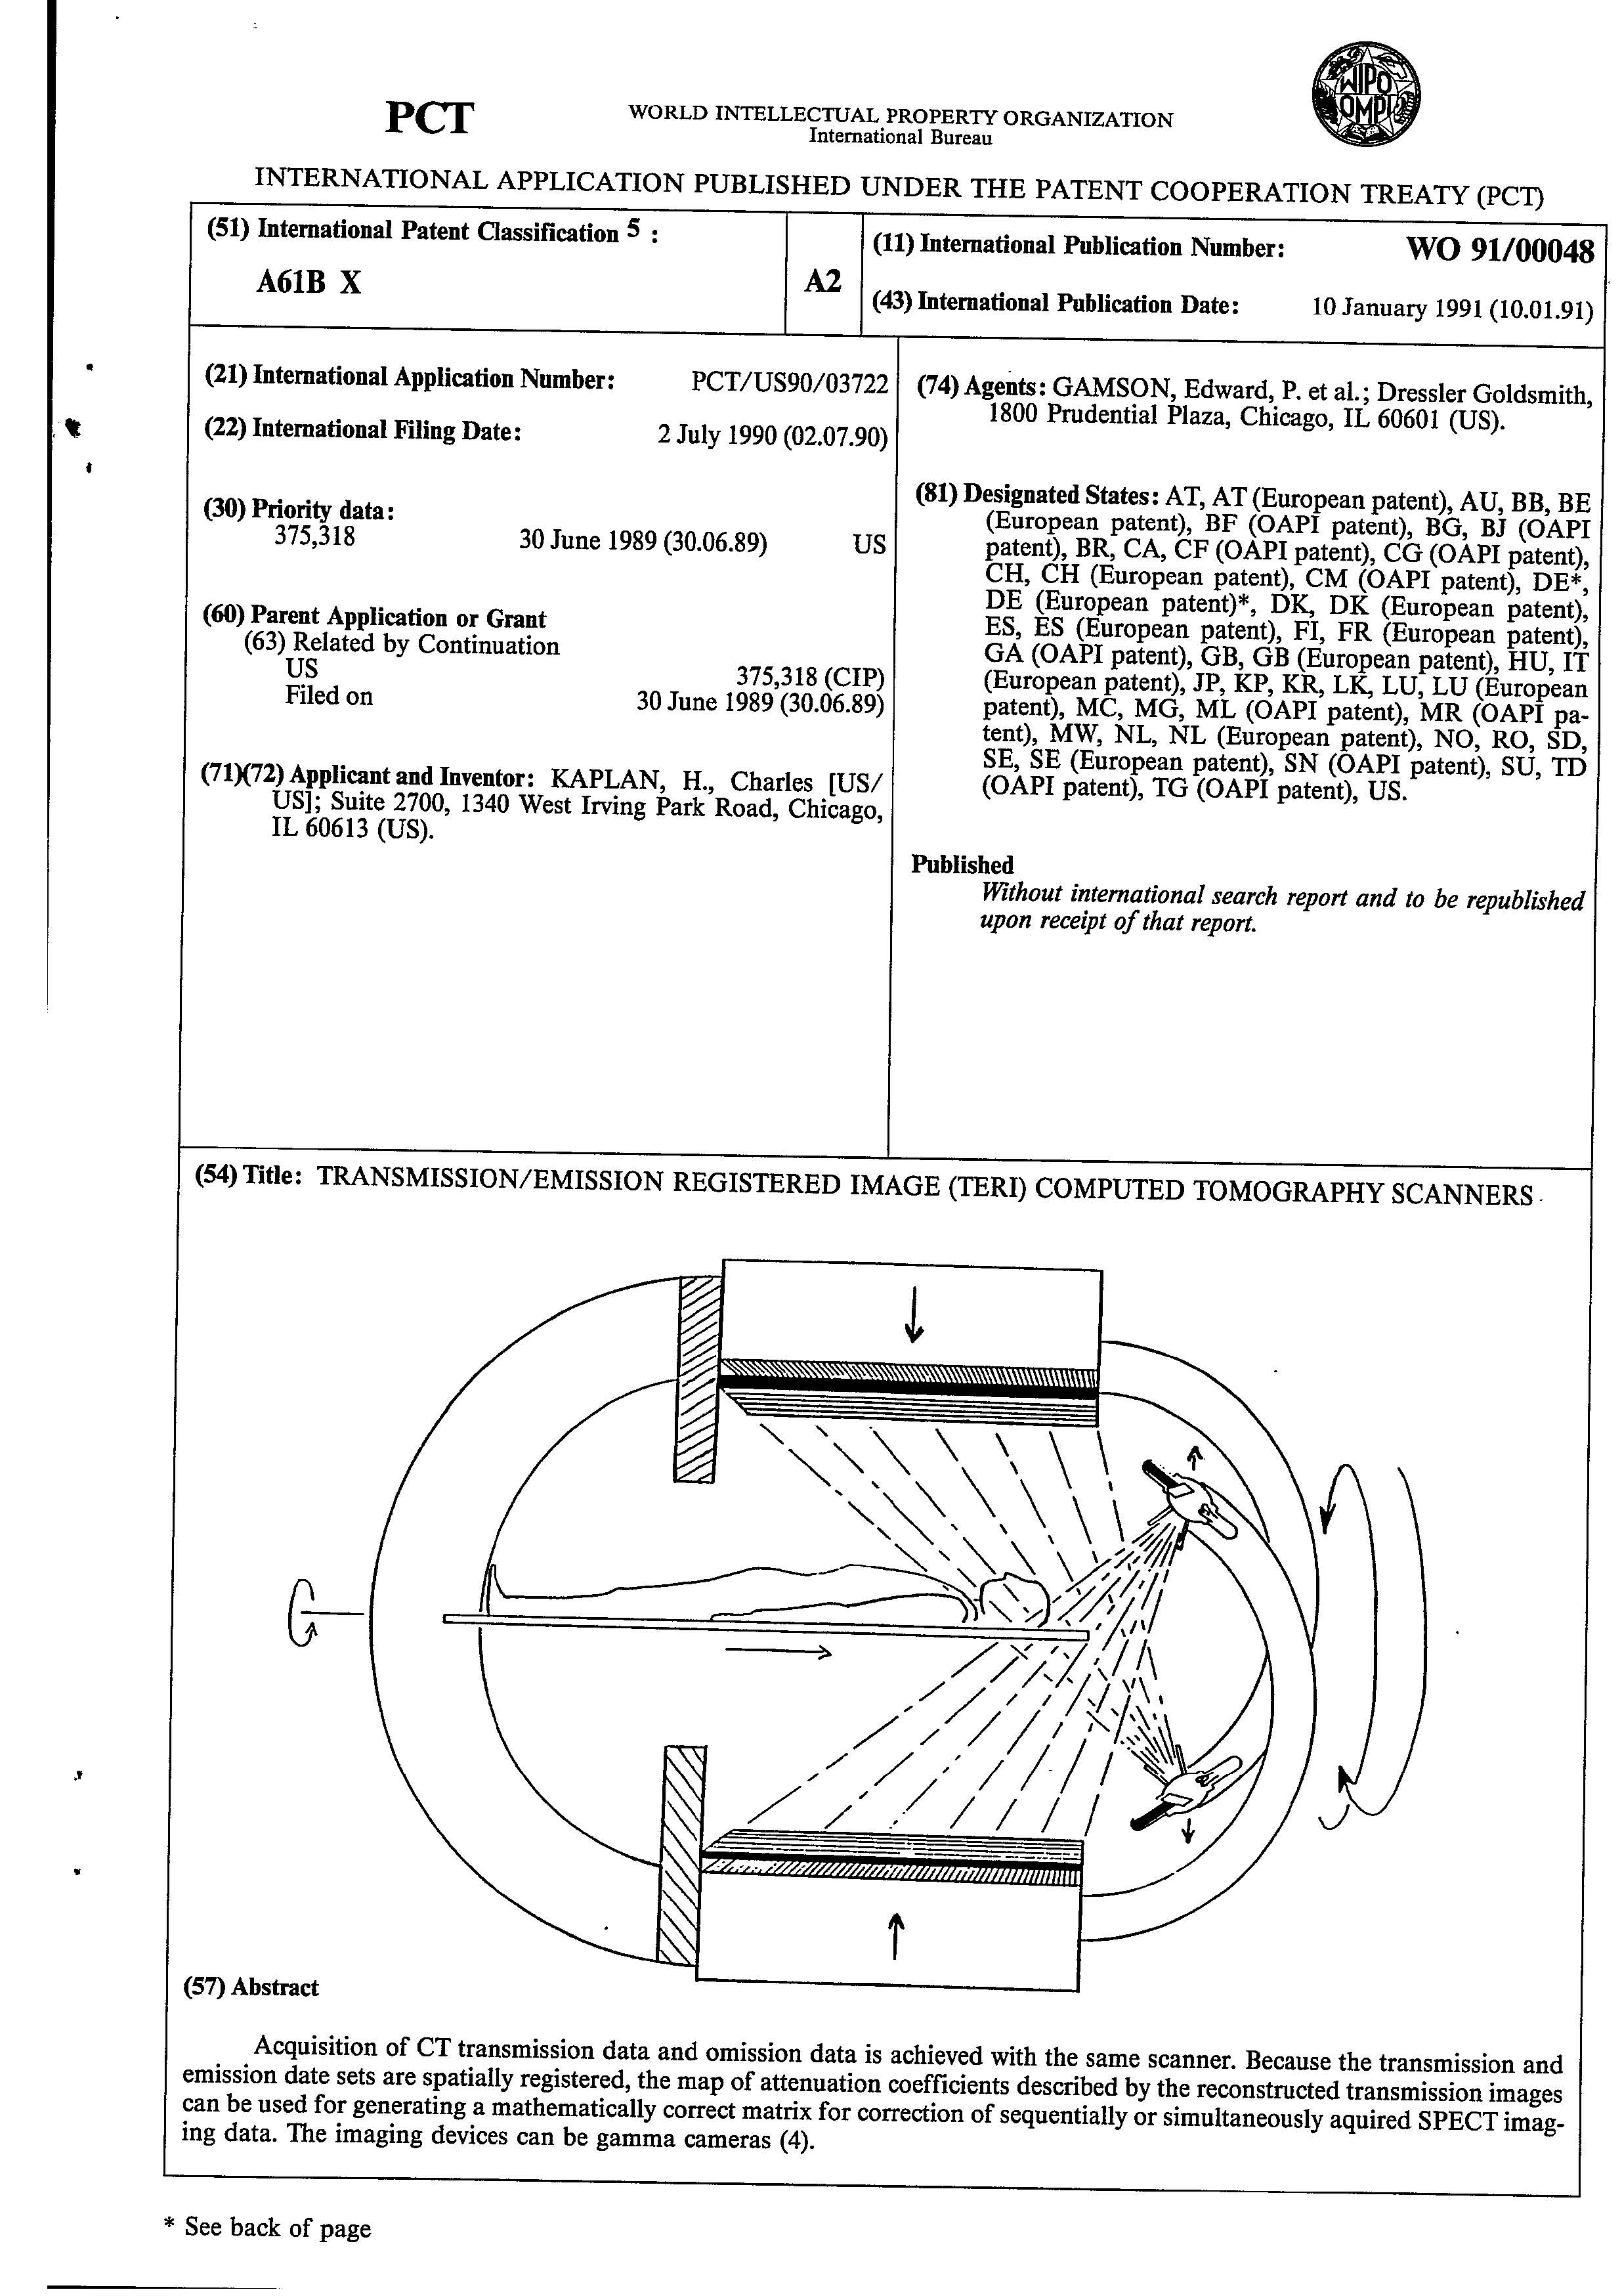 WIPO
OMPI
PCT
WORLD INTELLECTUAL PROPERTY ORGANIZATION
International Bureau
INTERNATIONAL APPLICATION PUBLISHED UNDER THE PATENT COOPERATION TREATY (PCT)
(51) International Patent Classification 5 :
A61B X
A2
(11) International Publication Number: WO 91/00048
(43) International Publication Date: 10 January 1991 (10.01.91)
(21) International Application Number: PCT/US90/03722
(22) International Filing Date: 2 July 1990 (02.07.90)
(30) Priority data:
375,318 30 June 1989 (30.06.89) US
(60) Parent Application or Grant
(63) Related by Continuation
US 375,318 (CIP)
Filed on 30 June 1989 (30.06.89)
(71)(72) Applicant and Inventor: KAPLAN, H., Charles [US/
US]; Suite 2700, 1340 West Irving Park Road, Chicago,
IL 60613 (US).
(74) Agents: GAMSON, Edward, P. et al.; Dressler Goldsmith,
1800 Prudential Plaza, Chicago, IL 60601 (US).
(81) Designated States: AT, AT (European patent), AU, BB, BE
(European patent), BF (OAPI patent), BG, BJ (OAPI
patent), BR, CA, CF (OAPI patent), CG (OAPI patent),
CH, CH (European patent), CM (OAPI patent), DE*,
DE (European patent)*, DK, DK (European patent),
ES, ES (European patent), FI, FR (European patent),
GA (OAPI patent), GB, GB (European patent), HU, IT
(European patent), JP, KP, KR, LK, LU, LU (European
patent), MC, MG, ML (OAPI patent), MR (OAPI pa-
tent), MW, NL, NL (European patent), NO, RO, SD,
SE, SE (European patent), SN (OAPI patent), SU, TD
(OAPI patent), TG (OAPI patent), US.
Published
Without international search report and to be republished
upon receipt of that report.
(54) Title: TRANSMISSION/EMISSION REGISTERED IMAGE (TERI) COMPUTED TOMOGRAPHY SCANNERS
(57) Abstract
Acquisition of CT transmission data and omission data is achieved with the same scanner. Because the transmission and
emission date sets are spatially registered, the map of attenuation coefficients described by the reconstructed transmission images
can be used for generating a mathematically correct matrix for correction of sequentially or simultaneously aquired SPECT imag-
ing data. The imaging devices can be gamma cameras (4).
* See back of page